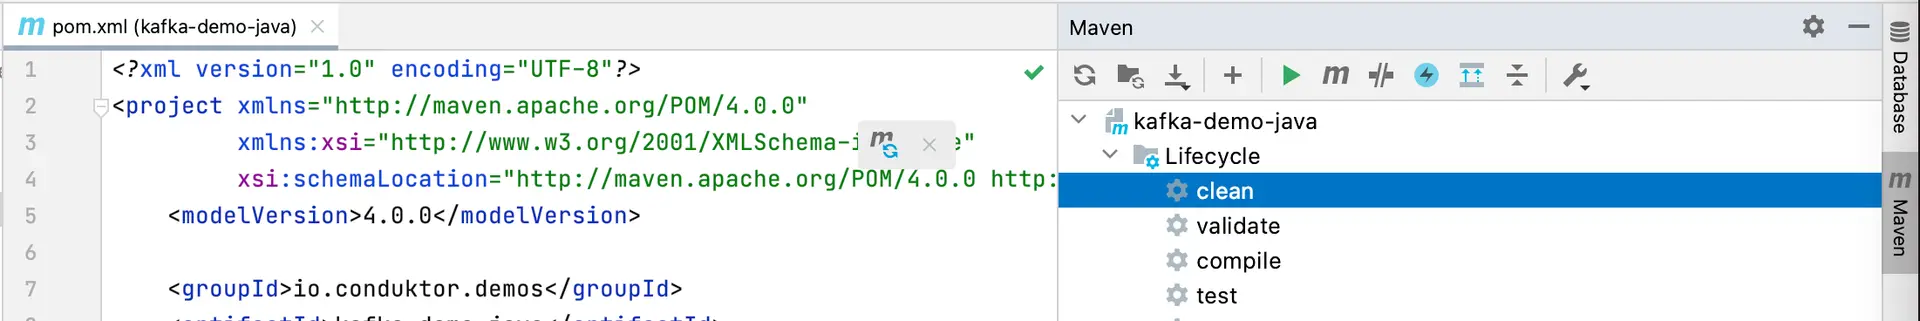 pom.xml (kafka-demo-java)
1 <?xml version="1.0" encoding="UTF-8"?>
2 <project xmlns="http://maven.apache.org/POM/4.0.0"
3 xmlns:xsi="http://www.w3.org/2001/XMLSchema-i e"
4 xsi:schemaLocation="http://maven.apache.org/POM/4.0.0 http:
5 <modelVersion>4.0.0</modelVersion>
6
7 <groupId>io.conduktor.demos</groupId>
Maven
kafka-demo-java
Lifecycle
clean
validate
compile
test
Database
Maven